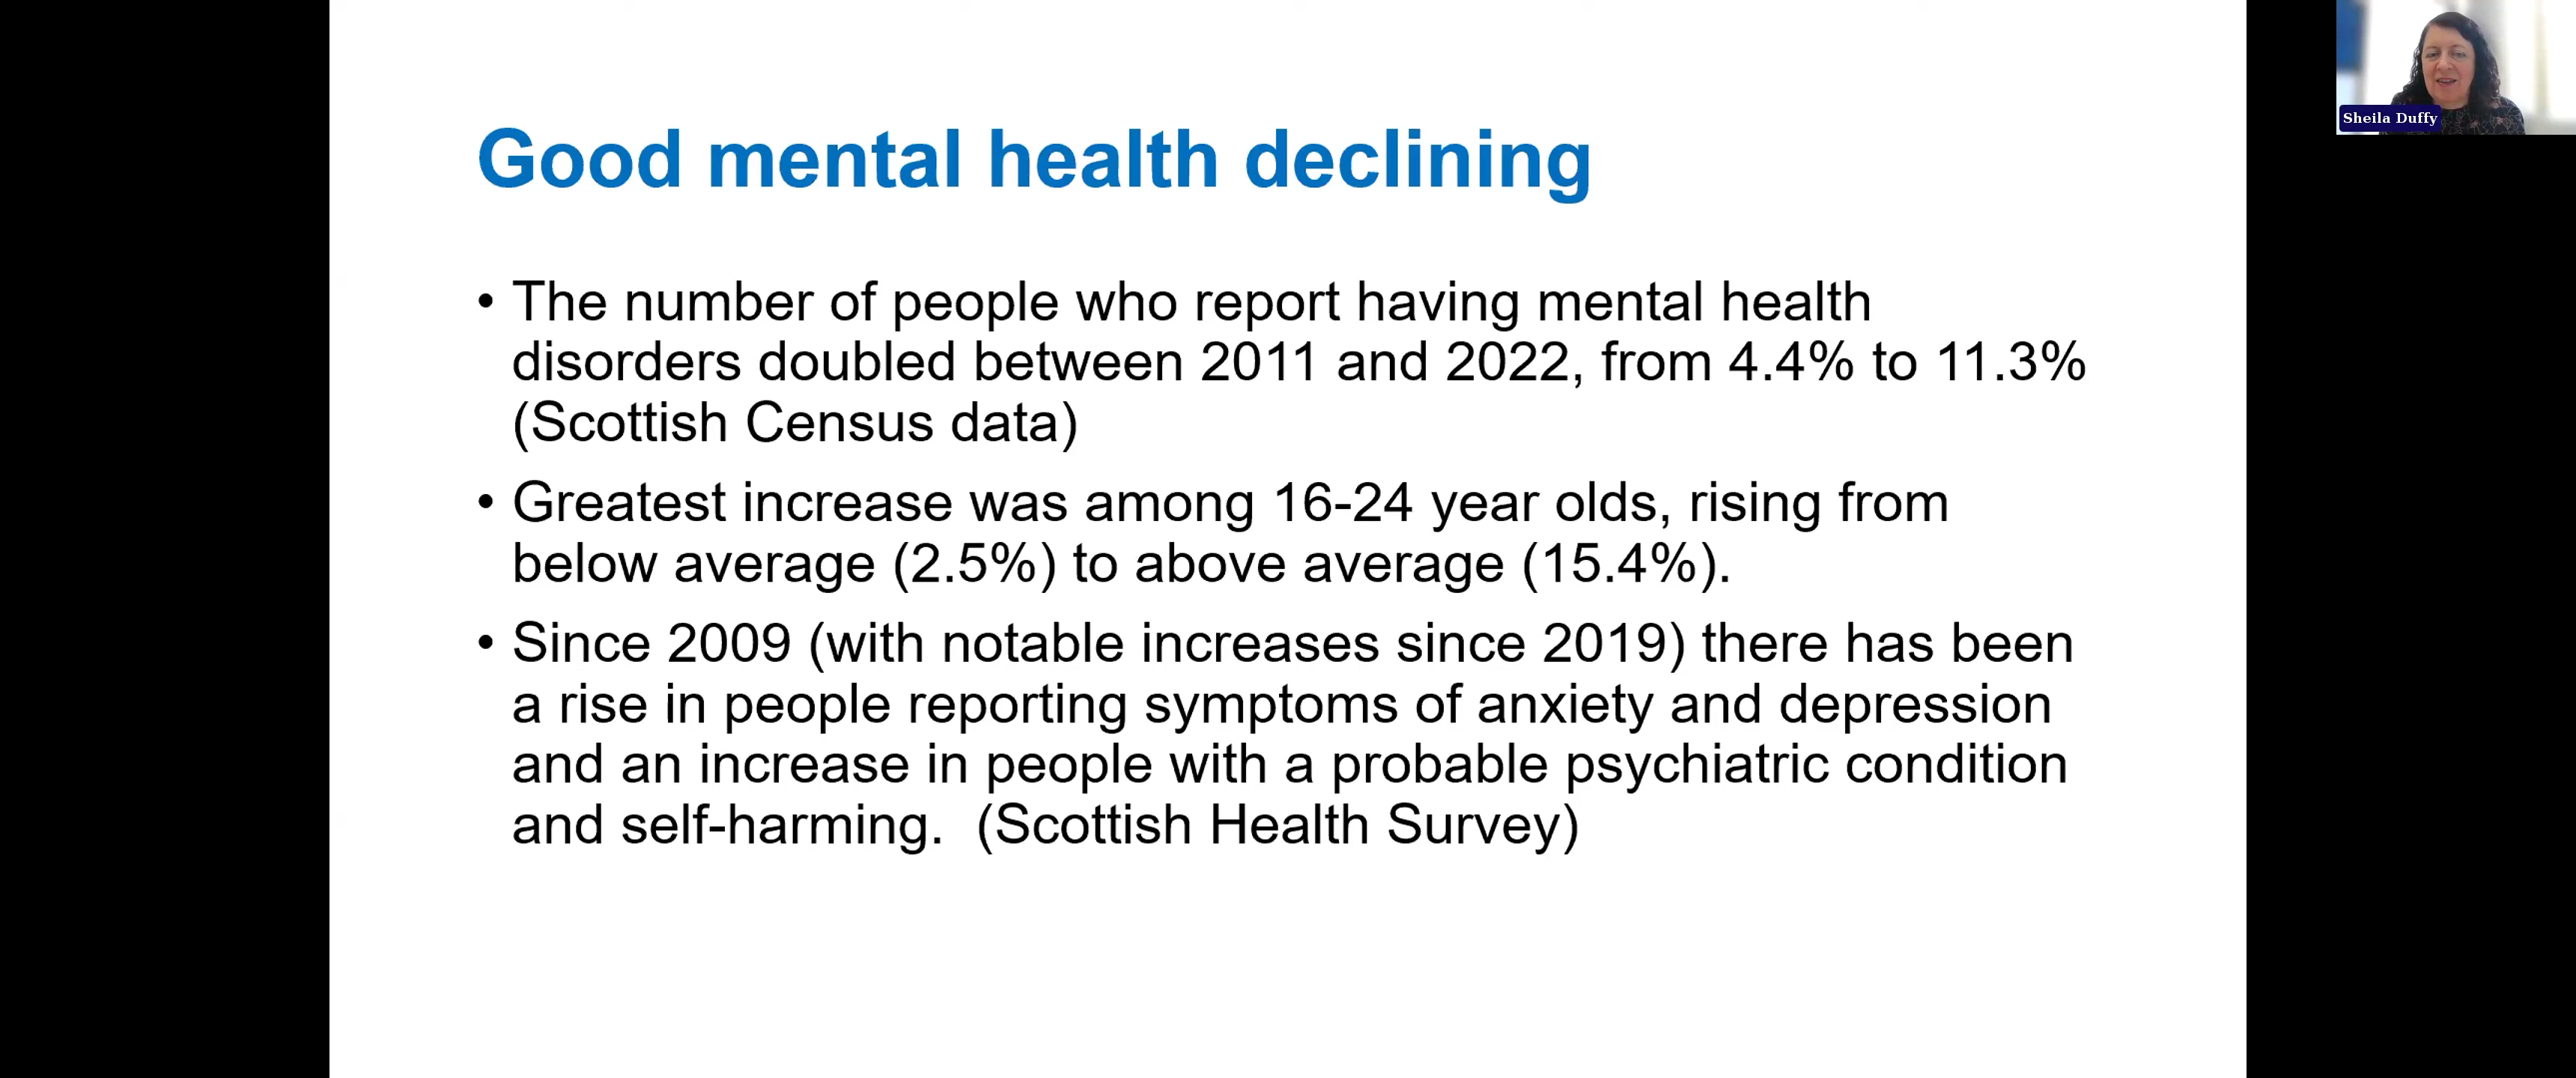 Good mental health declining
• The number of people who report having mental health
disorders doubled between 2011 and 2022, from 4.4% to 11.3%
(Scottish Census data)
• Greatest increase was among 16-24 year olds, rising from
below average (2.5%) to above average (15.4%).
• Since 2009 (with notable increases since 2019) there has been
a rise in people reporting symptoms of anxiety and depression
and an increase in people with a probable psychiatric condition
and self-harming.  (Scottish Health Survey)
Sheila Duffy